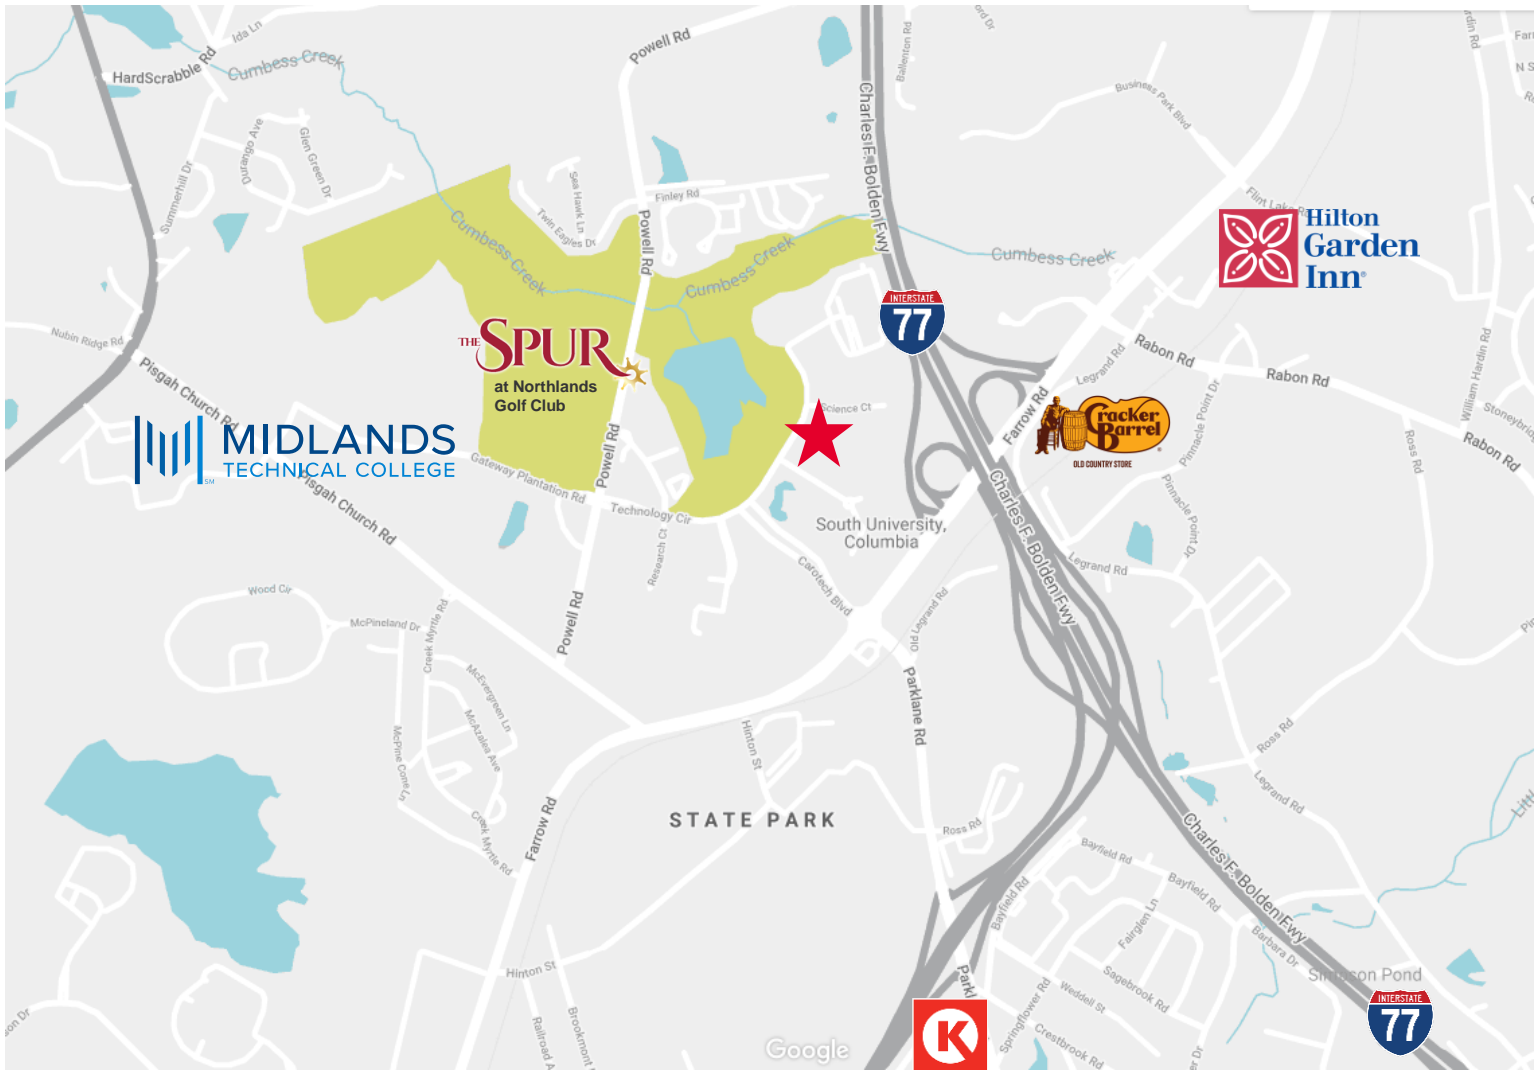 Ida Ln
HardScrabble Rd
Cumbess Creek
Powell Rd
Ballenton Rd
Charles F. Bolden Fwy
Business Park Blvd
Durango Ave
Glen Green Dr
Summerhill Dr
Sea Hawk Ln
Twin Eagles Dr
Finley Rd
Powell Rd
Cumbess Creek
Cumbess Creek
Cumbess Creek
Flint Lake Rd
Hilton
Garden
Inn®
INTERSTATE
77
Nubin Ridge Rd
Pisgah Church Rd
THE SPUR
at Northlands
Golf Club
Rabon Rd
Rabon Rd
Legrand Rd
Farrow Rd
William Hardin Rd
Pinnacle Point Dr
Science Ct
Cracker
Barrel
OLD COUNTRY STORE
Ross Rd
Rabon Rd
MIDLANDS
TECHNICAL COLLEGE
SM
Powell Rd
Gateway Plantation Rd
Technology Cir
Pisgah Church Rd
Research Ct
South University,
Columbia
Charles F. Bolden Fwy
Pinnacle Point Dr
Legrand Rd
Carotech Blvd
Old Legrand Rd
Wood Cir
McPineland Dr
Creek Myrtle Rd
Powell Rd
McEvergreen Ln
McAzalea Ave
McPine Cone Ln
Creek Myrtle Rd
Parklane Rd
Hinton St
Ross Rd
Legrand Rd
STATE PARK
Farrow Rd
Ross Rd
Charles F. Bolden Fwy
Bayfield Rd
Bayfield Rd
Bayfield Rd
Fairglen Ln
Barbara Dr
Hinton St
Sagebrook Rd
Weddell St
Springflower Rd
Crestbrook Rd
INTERSTATE
77
K
Google